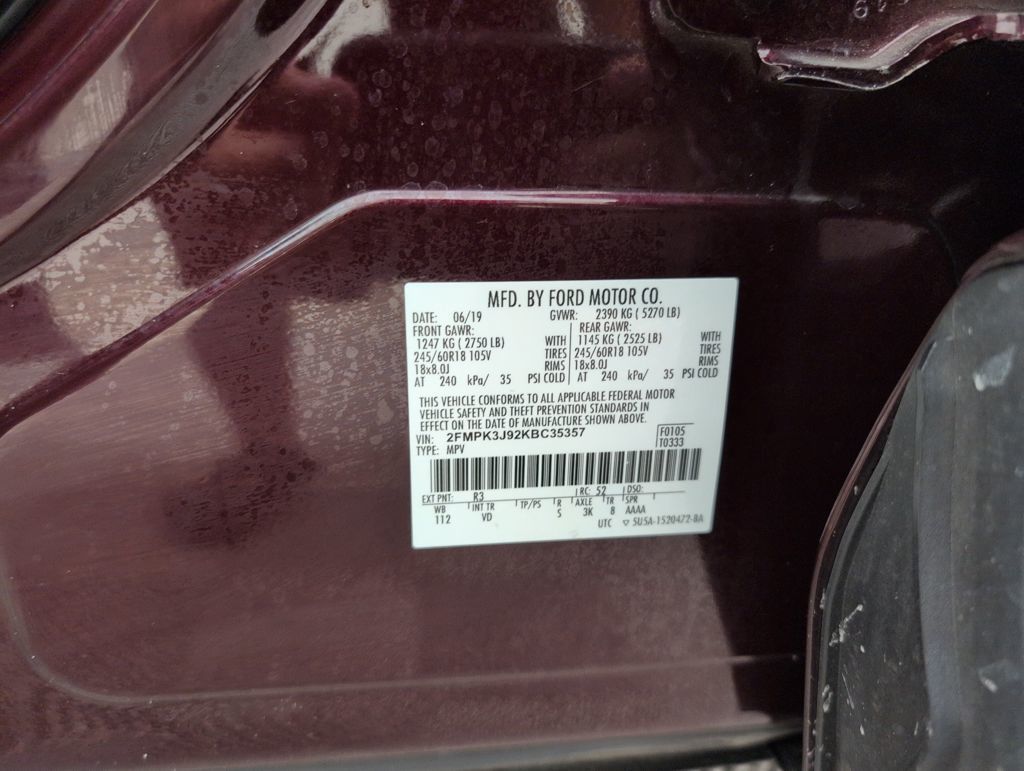 MFD. BY FORD MOTOR CO.
DATE: 06/19 GVWR: 2390 KG ( 5270 LB)
FRONT GAWR: REAR GAWR:
1247 KG ( 2750 LB) WITH 1145 KG ( 2525 LB) WITH
245/60R18 105V TIRES 245/60R18 105V TIRES
18x8.0J RIMS 18x8.0J RIMS
AT 240 kPa/ 35 PSI COLD AT 240 kPa/ 35 PSI COLD
THIS VEHICLE CONFORMS TO ALL APPLICABLE FEDERAL MOTOR
VEHICLE SAFETY AND THEFT PREVENTION STANDARDS IN
EFFECT ON THE DATE OF MANUFACTURE SHOWN ABOVE.
VIN: 2FMPK3J92KBC35357 F0105
TYPE: MPV T0333
EXT PNT: R3 RC: 52 DSO:
WB INT TR TP/PS R AXLE TR SPR
112 VD 5 3K 8 AAAA
UTC ▽ 5U5A-1520472-BA